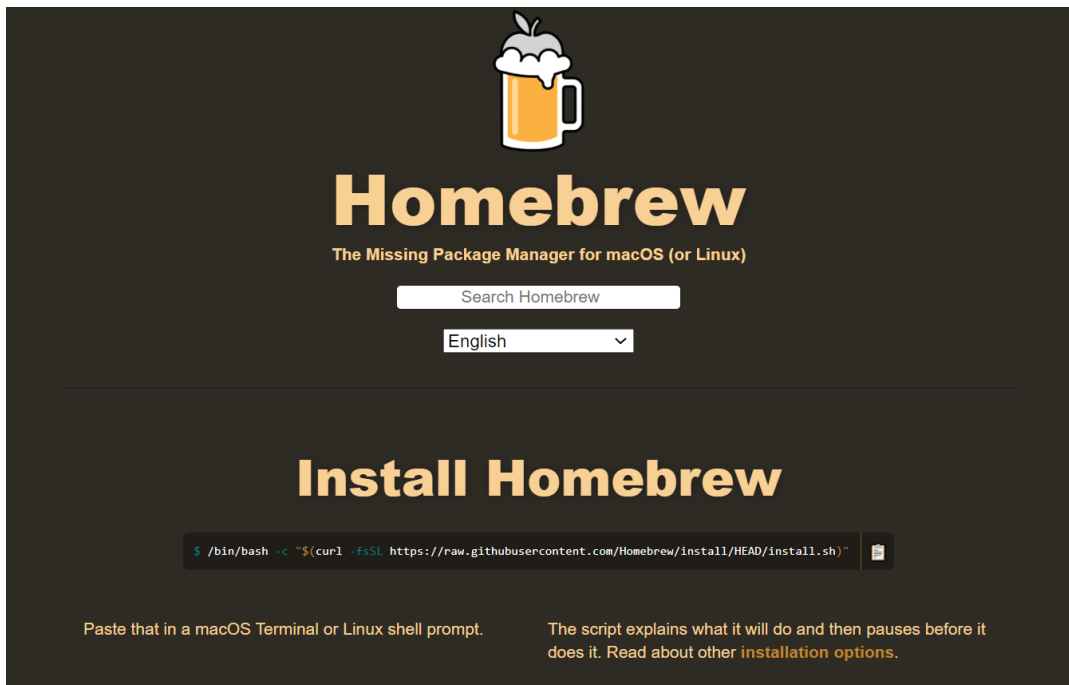 Homebrew
The Missing Package Manager for macOS (or Linux)
Search Homebrew
English
Install Homebrew
$ /bin/bash -c "$(curl -fsSL https://raw.githubusercontent.com/Homebrew/install/HEAD/install.sh)"
Paste that in a macOS Terminal or Linux shell prompt.
The script explains what it will do and then pauses before it
does it. Read about other installation options.